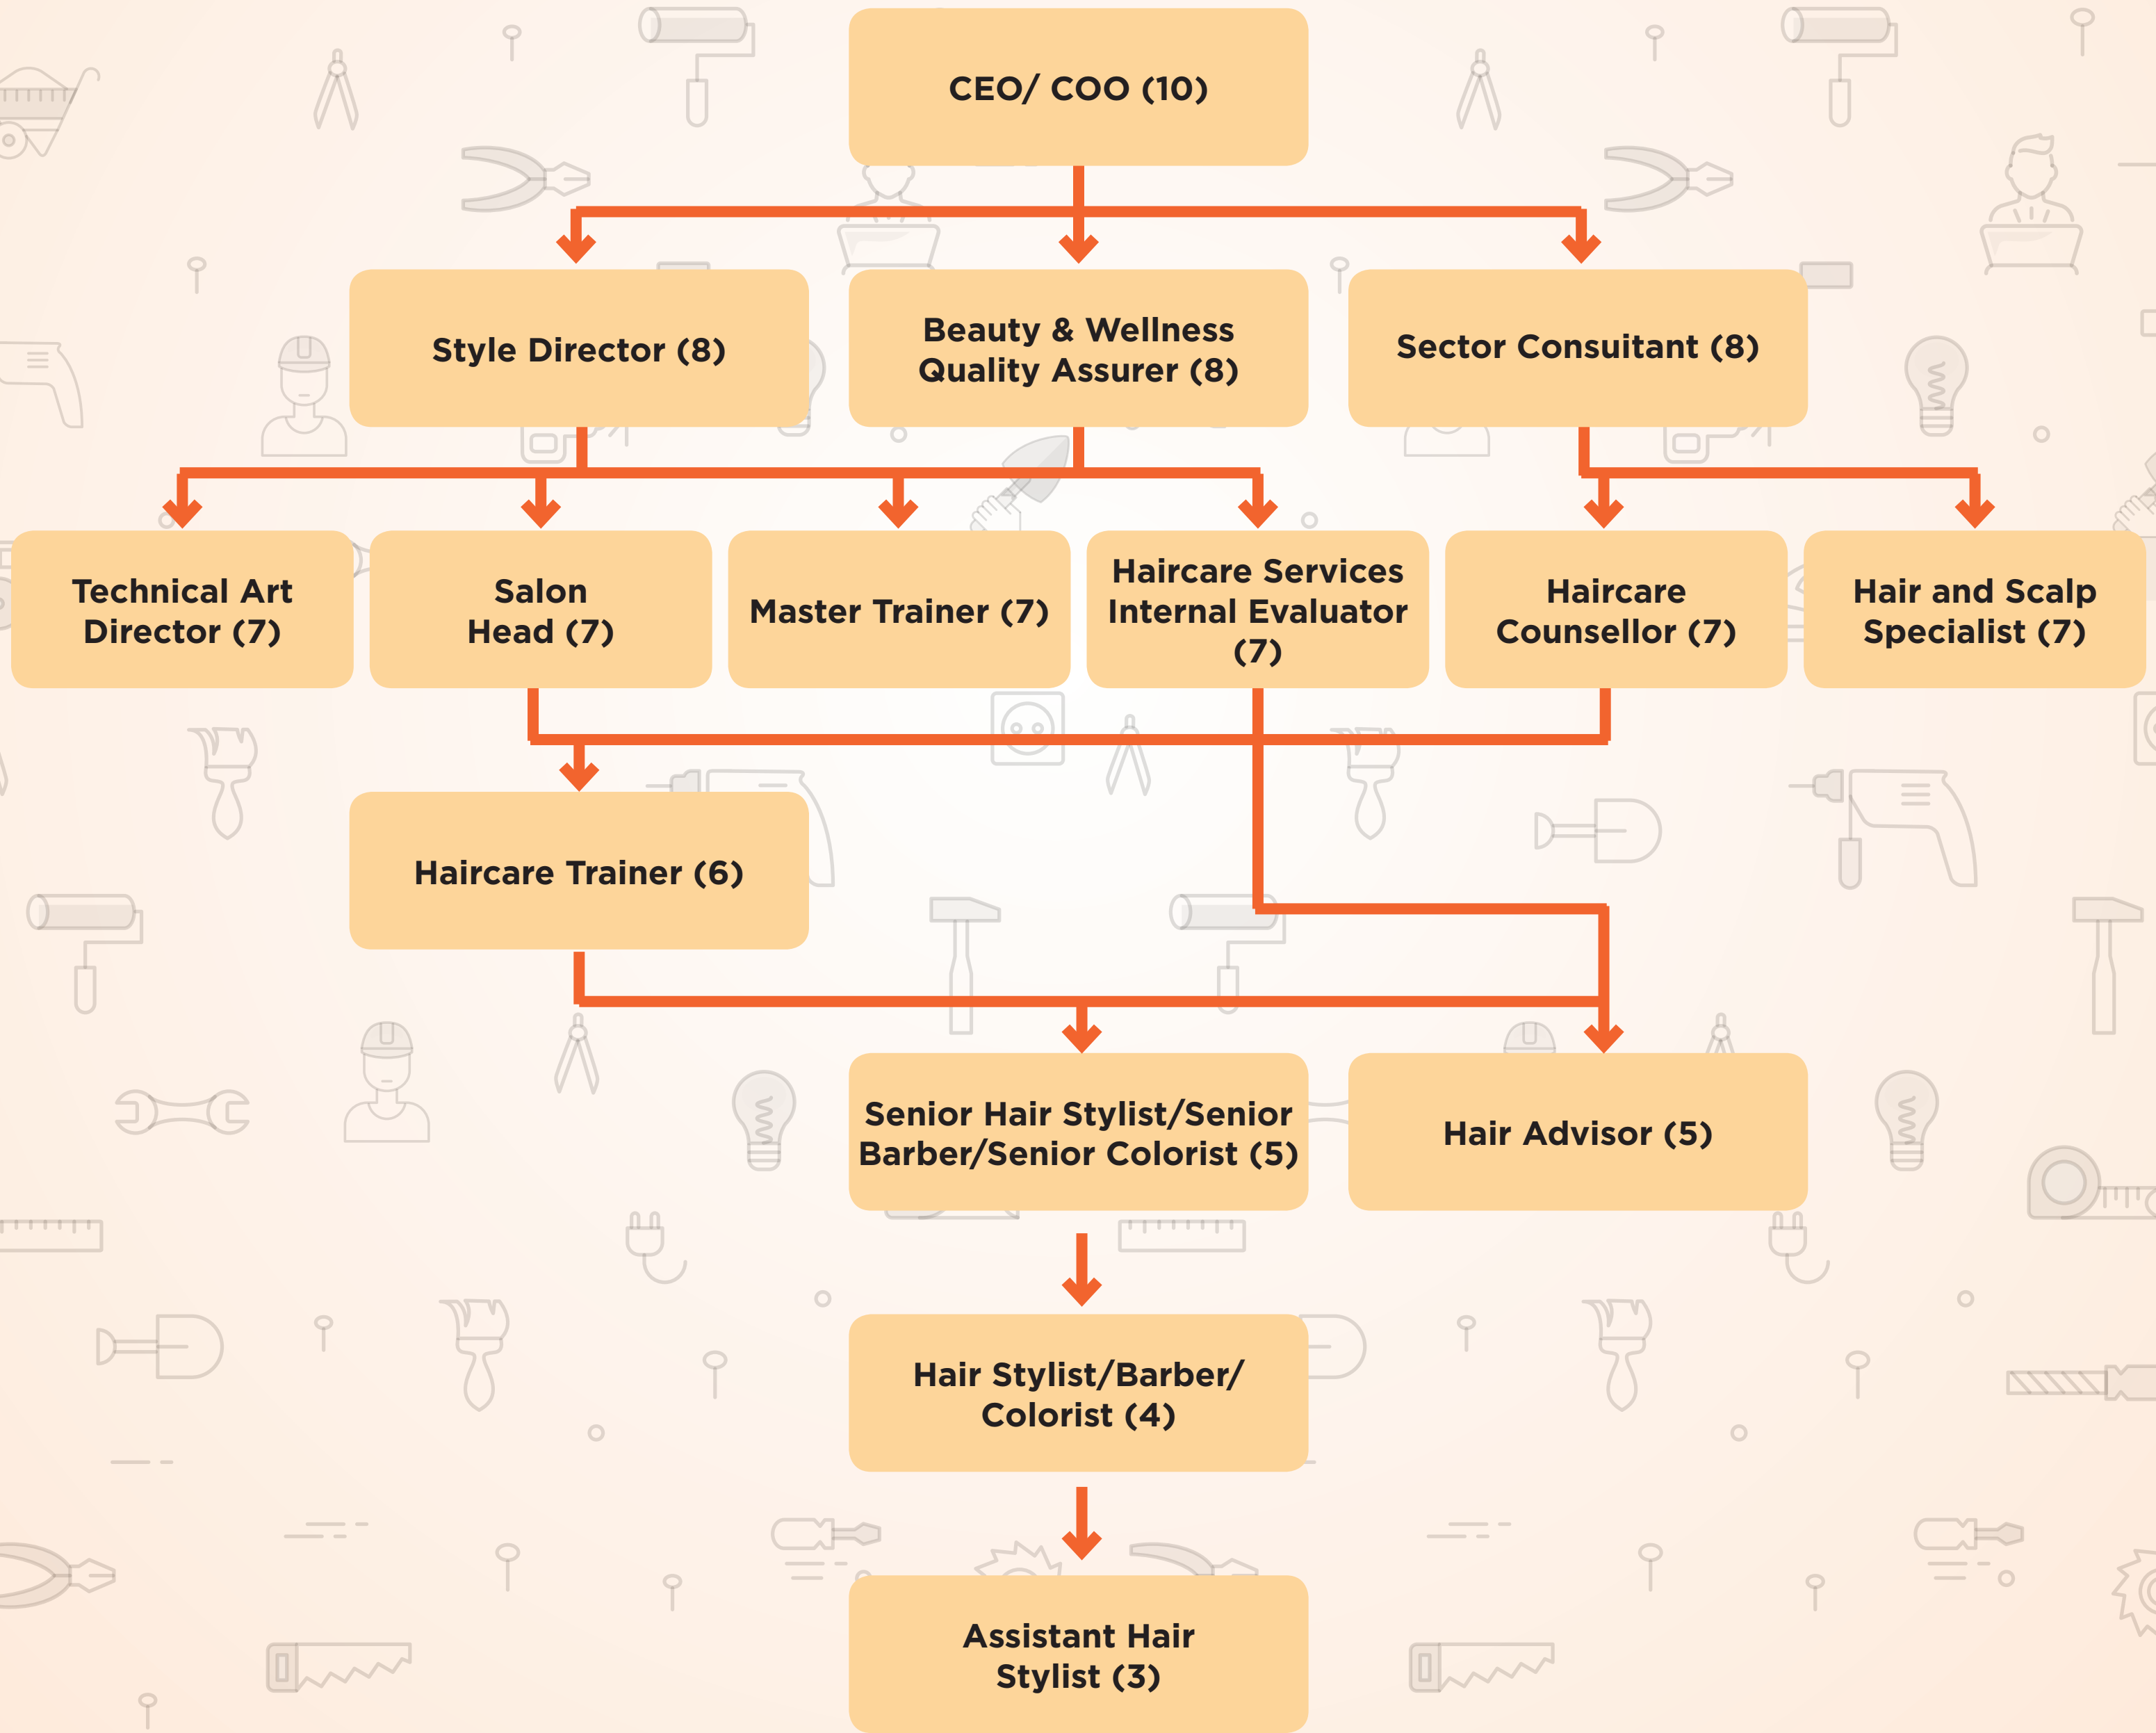 CEO/ COO (10)
Style Director (8)
Beauty & Wellness
Quality Assurer (8)
Sector Consuitant (8)
Technical Art
Director (7)
Salon
Head (7)
Master Trainer (7)
Haircare Services
Internal Evaluator
(7)
Haircare
Counsellor (7)
Hair and Scalp
Specialist (7)
Haircare Trainer (6)
Senior Hair Stylist/Senior
Barber/Senior Colorist (5)
Hair Advisor (5)
Hair Stylist/Barber/
Colorist (4)
Assistant Hair
Stylist (3)